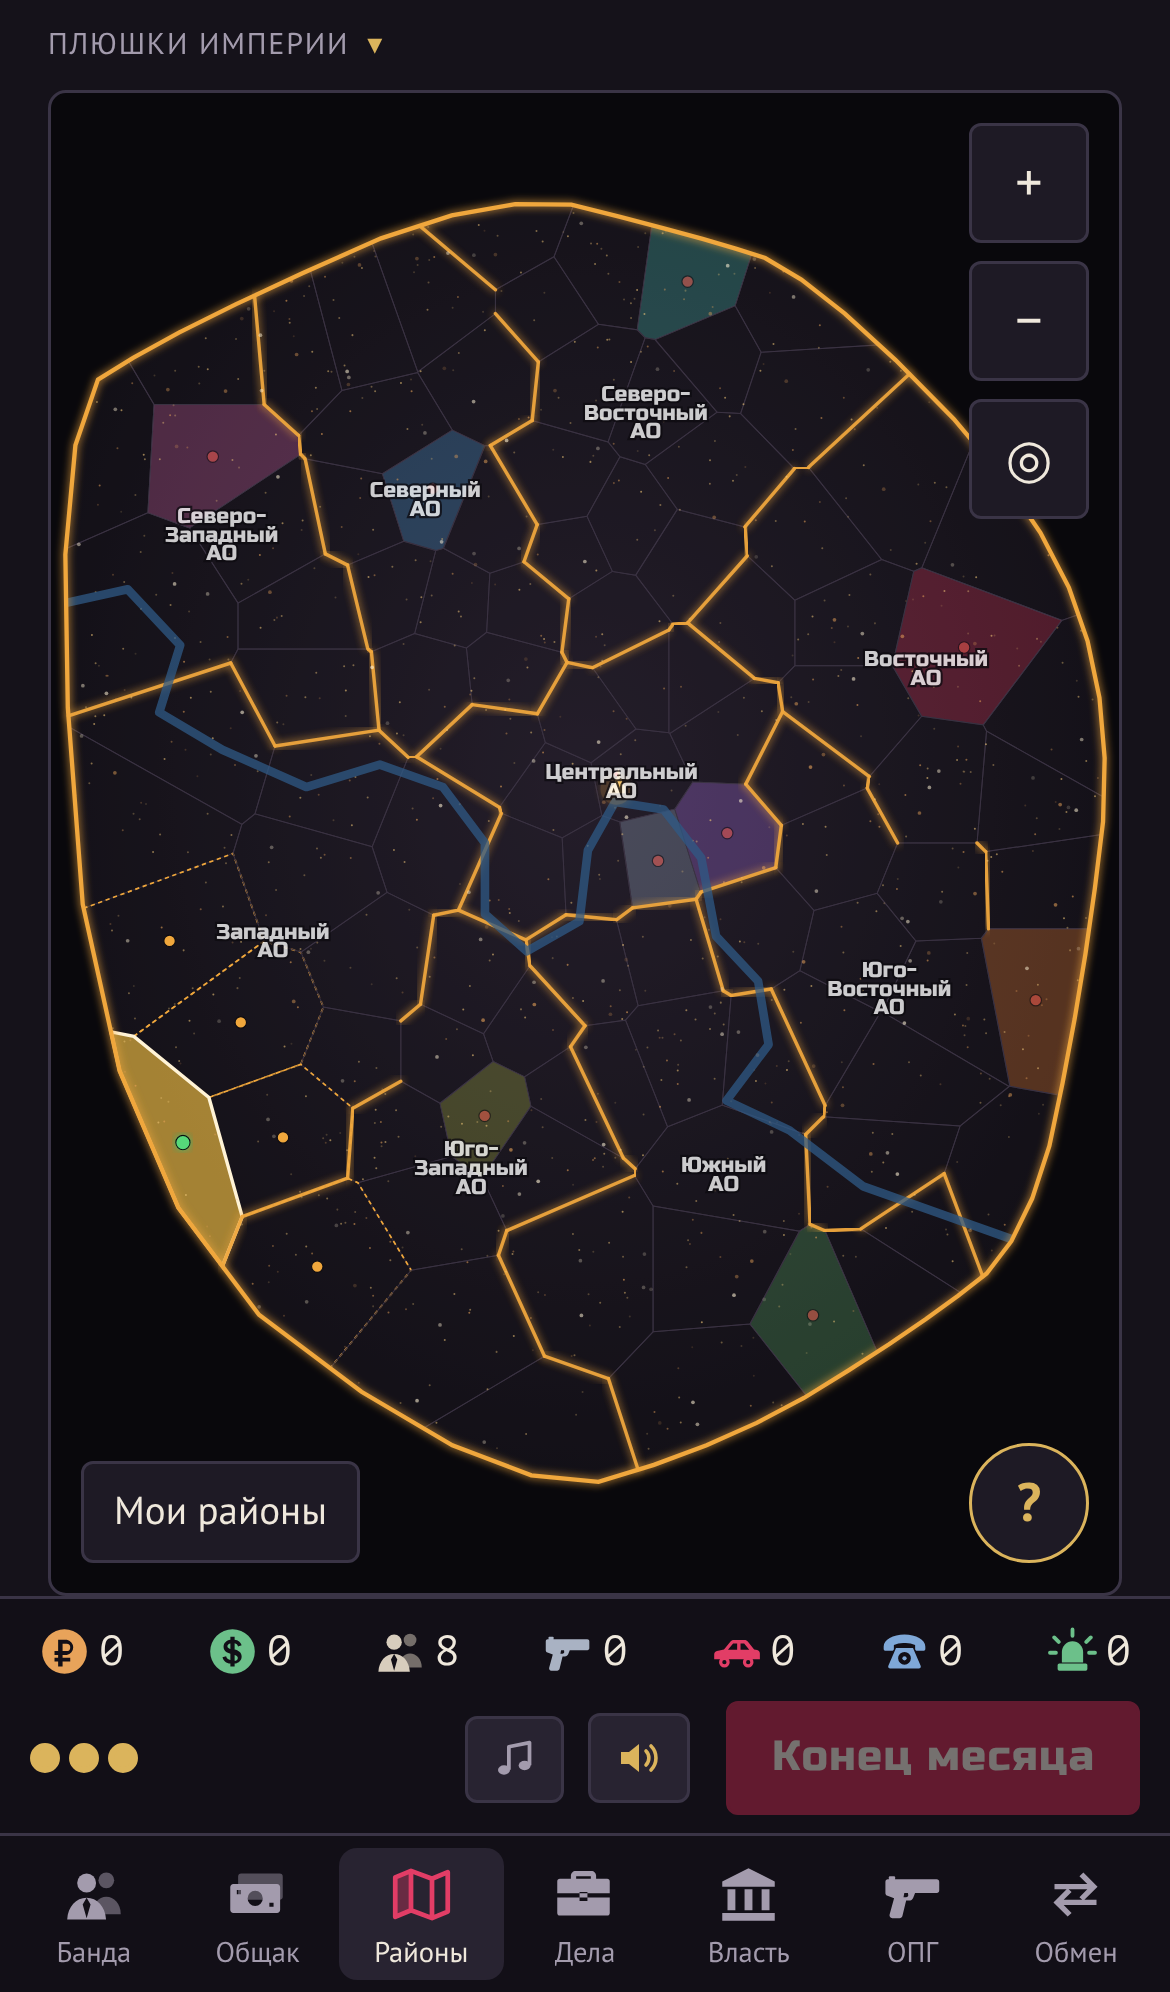 ПЛЮШКИ ИМПЕРИИ ▼
+
−
Северо-
Восточный
АО
Северный
АО
Северо-
Западный
АО
Восточный
АО
Центральный
АО
Западный
АО
Юго-
Восточный
АО
Юго-
Западный
АО
Южный
АО
Мои районы
?
₽ 0 $ 0 8 0 0 0 0
Конец месяца
Банда Общак Районы Дела Власть ОПГ Обмен